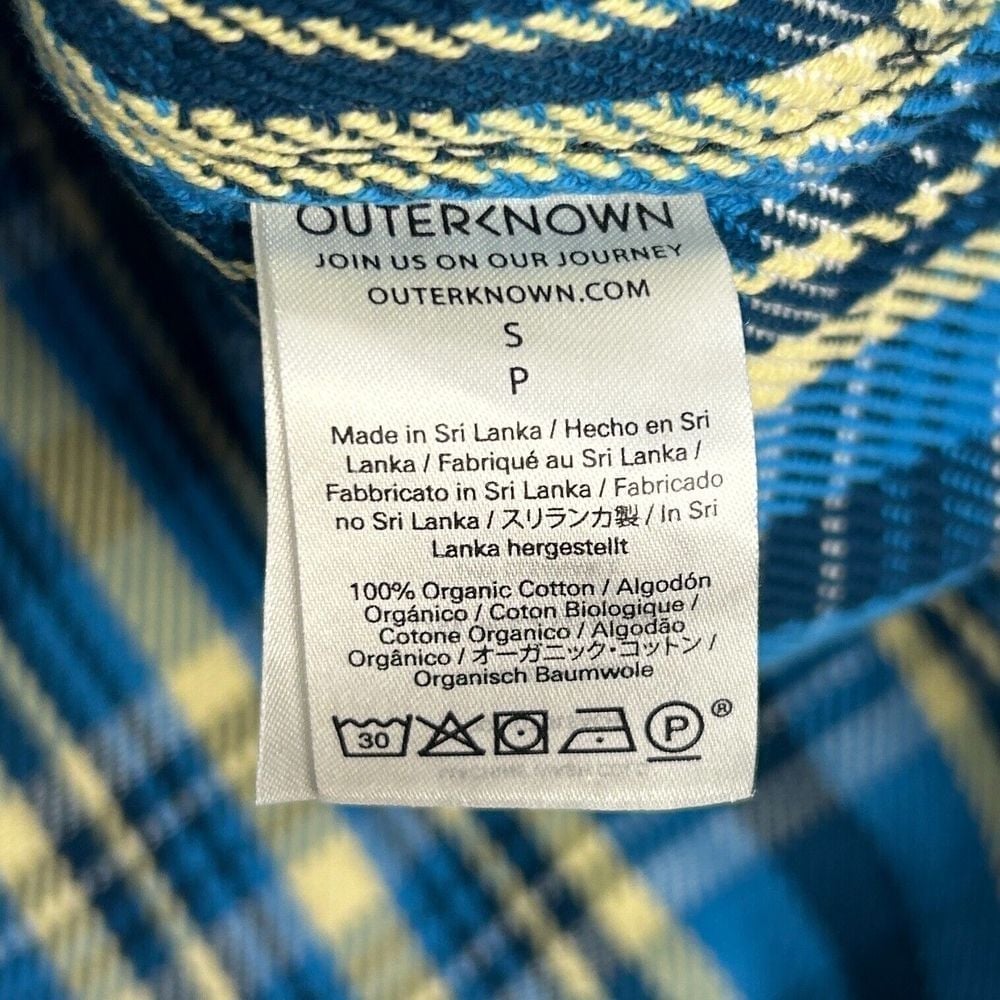 OUTERKNOWN
JOIN US ON OUR JOURNEY
OUTERKNOWN.COM
S
P
Made in Sri Lanka / Hecho en Sri
Lanka / Fabriqué au Sri Lanka /
Fabbricato in Sri Lanka / Fabricado
no Sri Lanka / スリランカ製 / In Sri
Lanka hergestellt
100% Organic Cotton / Algodón
Orgánico / Coton Biologique /
Cotone Organico / Algodão
Orgânico / オーガニック・コットン /
Organisch Baumwole
30 P ®